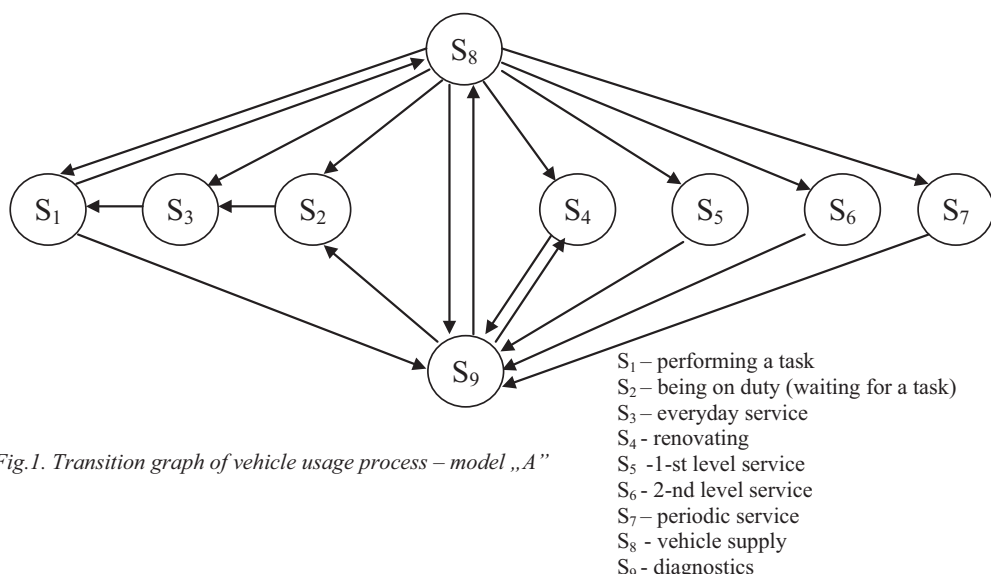 S₈
S₁ S₃ S₂ S₄ S₅ S₆ S₇
S₉
S₁ – performing a task
S₂ – being on duty (waiting for a task)
S₃ – everyday service
S₄ - renovating
S₅ -1-st level service
S₆ - 2-nd level service
S₇ – periodic service
S₈ - vehicle supply
S₉ - diagnostics
Fig.1. Transition graph of vehicle usage process – model „A”